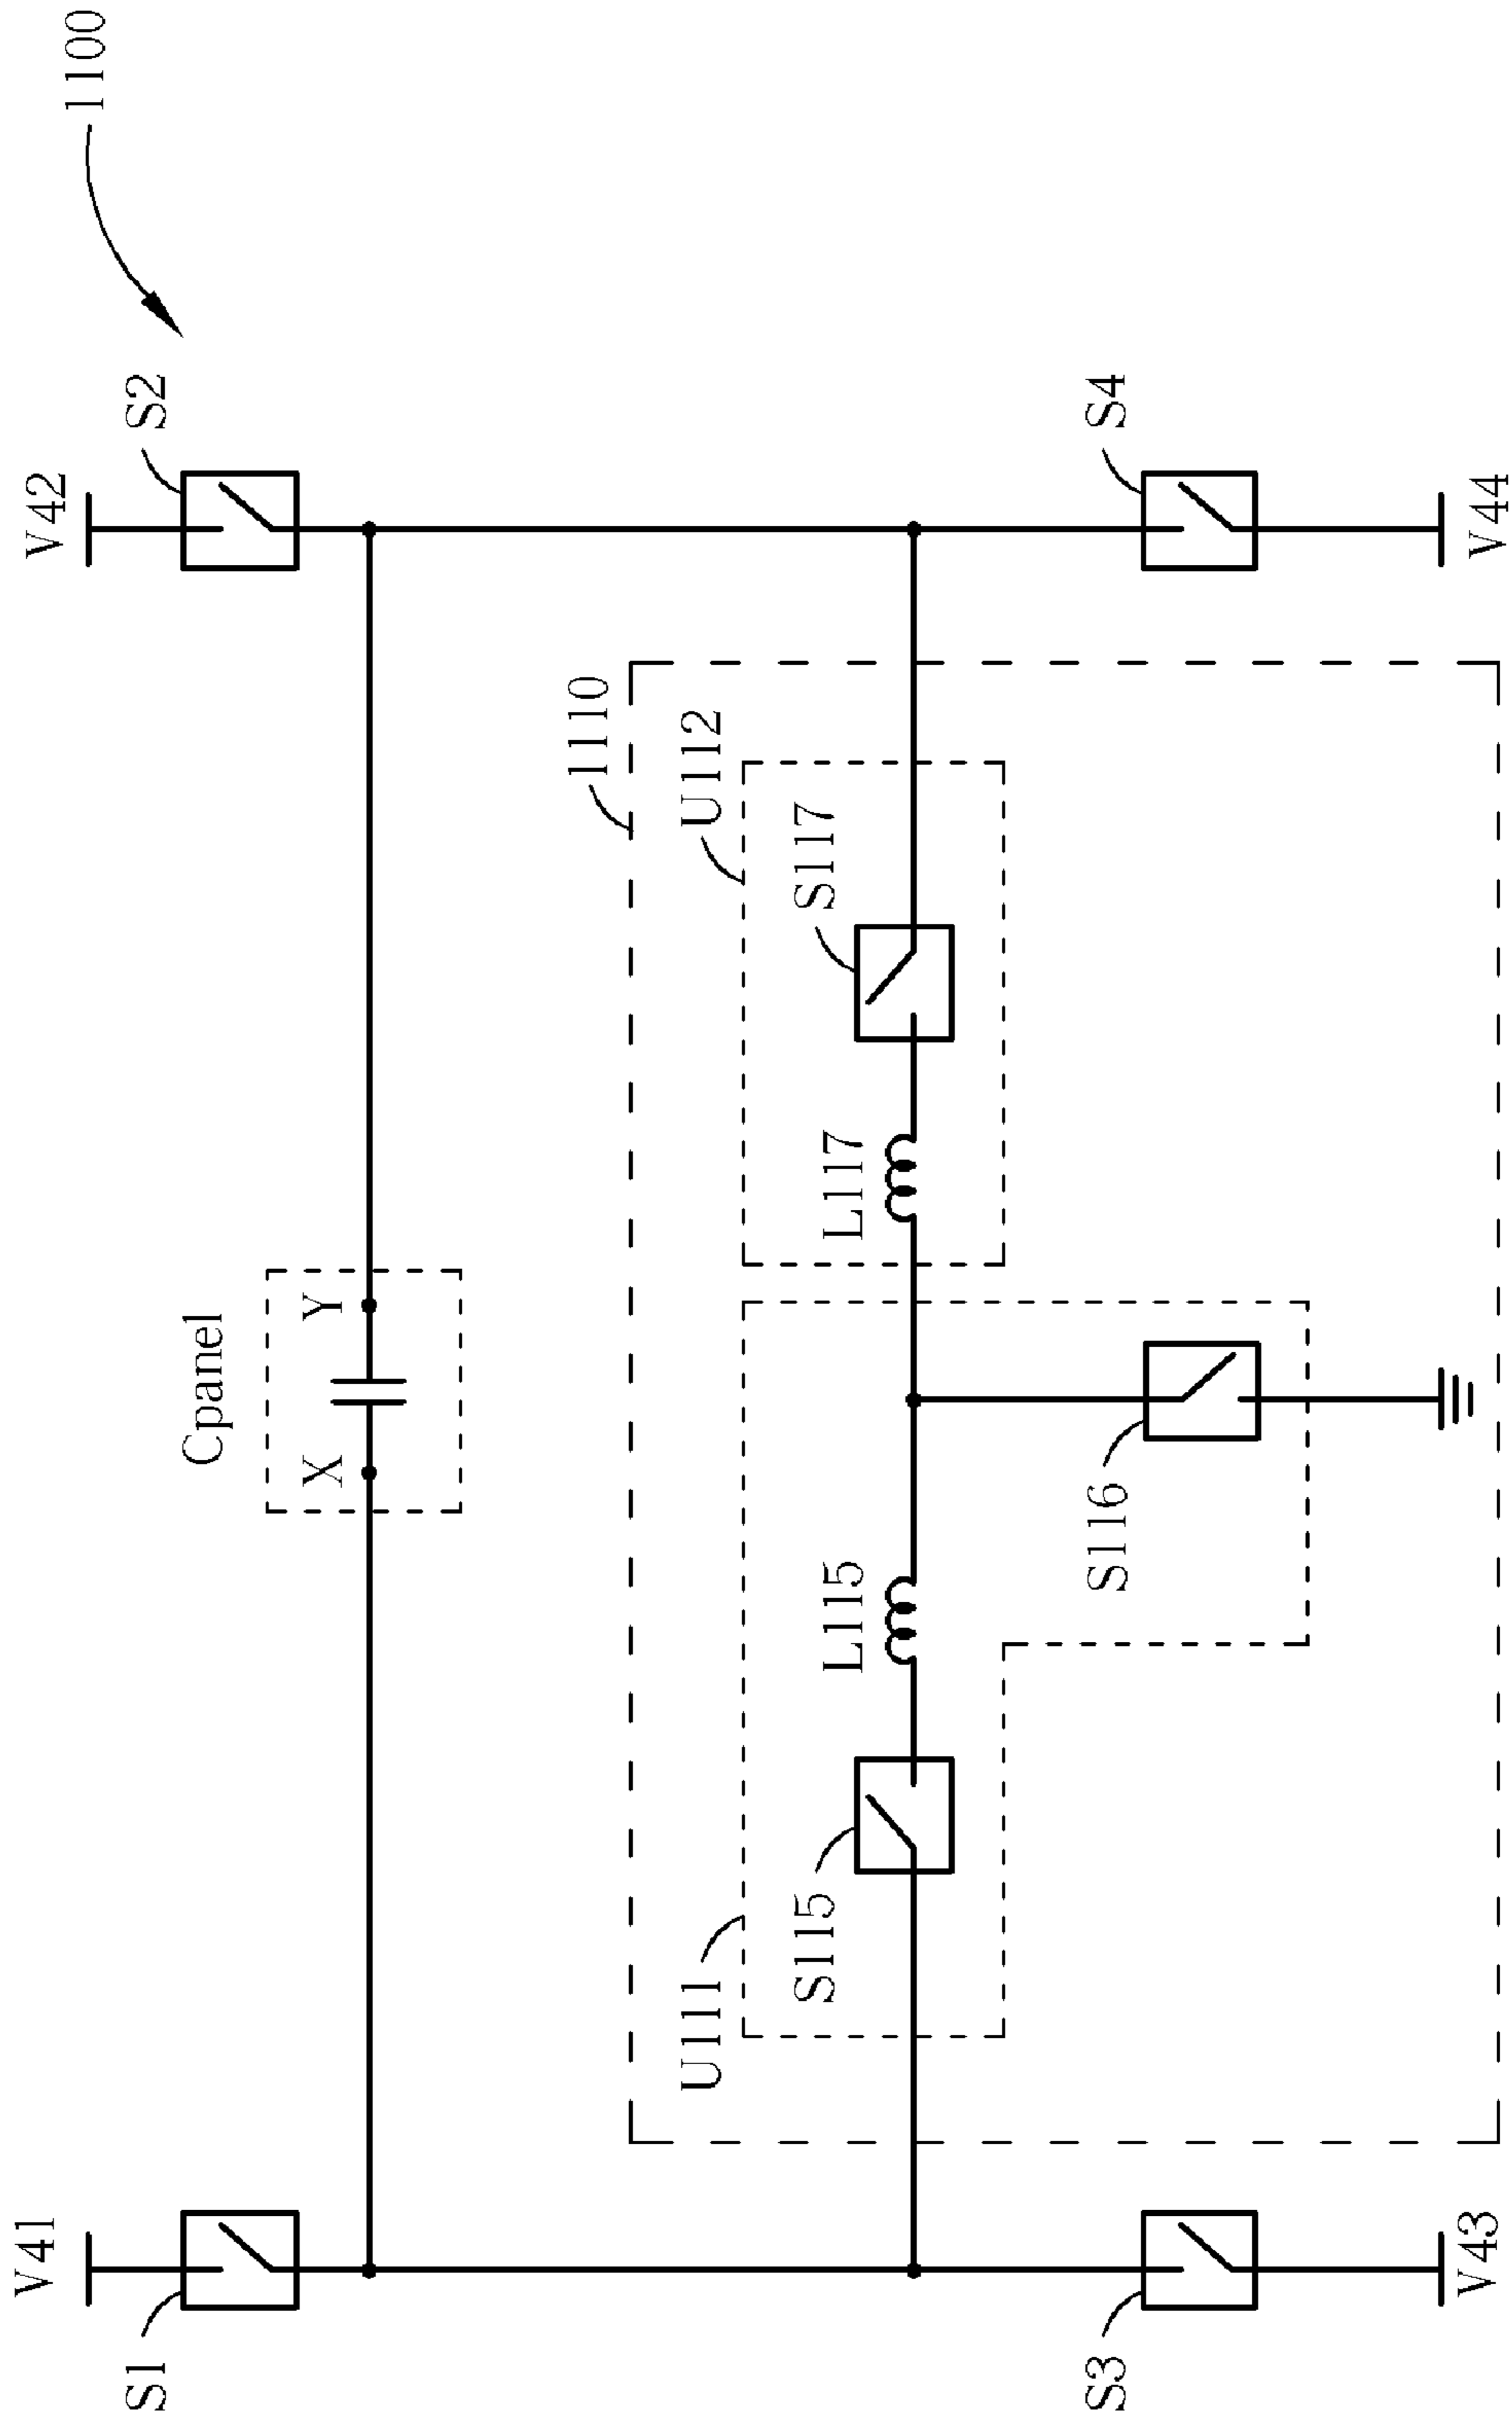 1100
V41
V42
S1
S2
Cpanel
X
Y
1110
U111
U112
S115
L115
L117
S117
S116
S3
S4
V43
V44